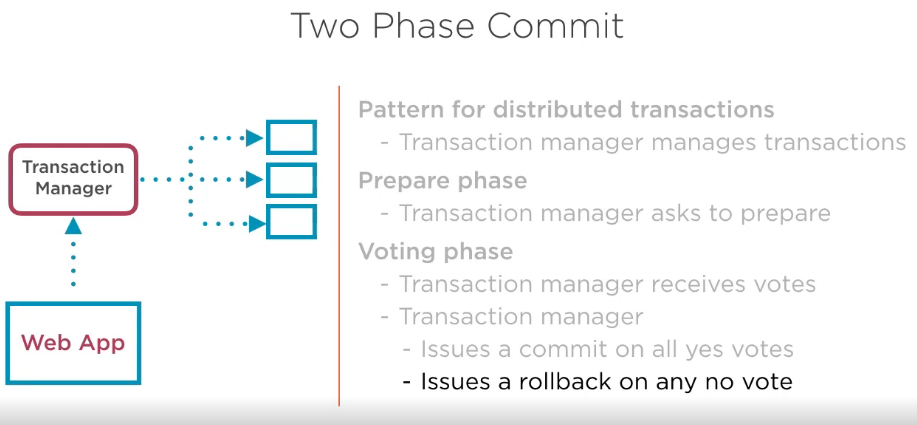 Two Phase Commit
Transaction
Manager
Web App
Pattern for distributed transactions
- Transaction manager manages transactions
Prepare phase
- Transaction manager asks to prepare
Voting phase
- Transaction manager receives votes
- Transaction manager
- Issues a commit on all yes votes
- Issues a rollback on any no vote